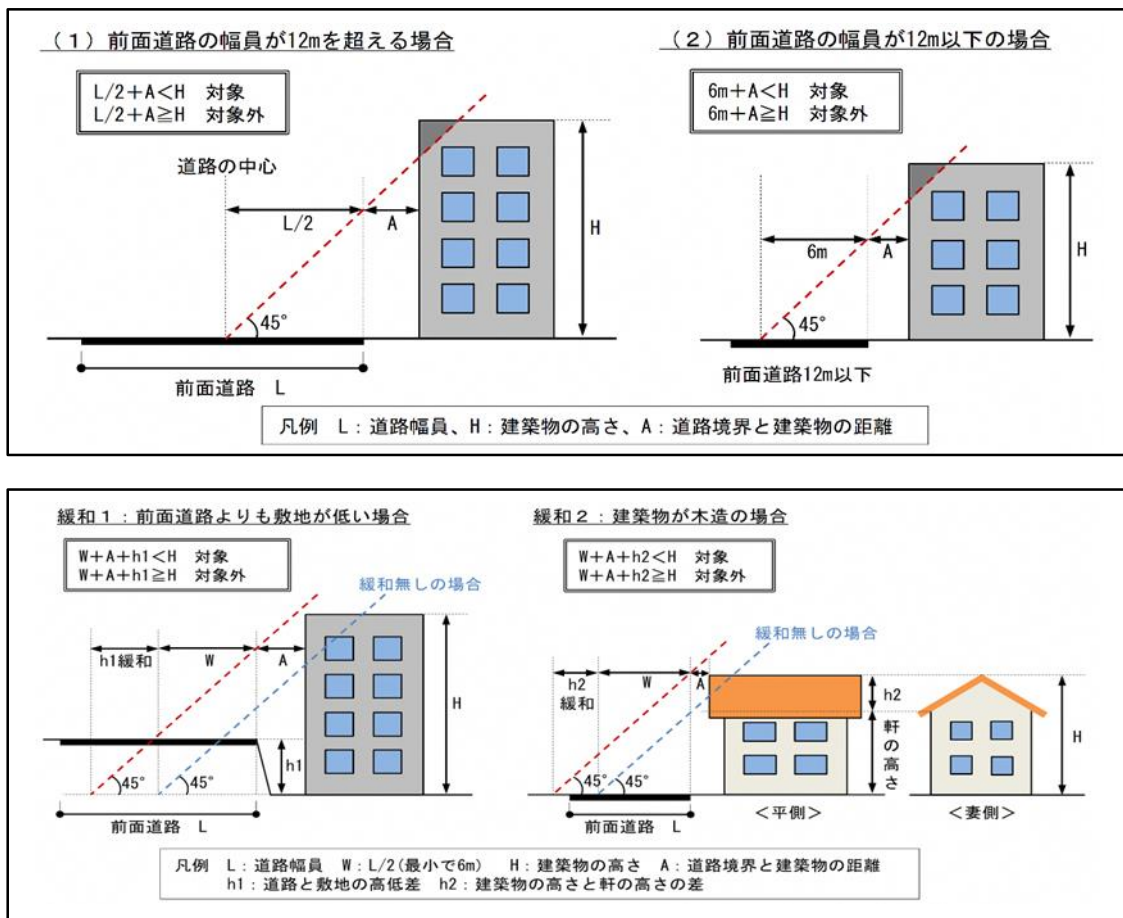 (1)前面道路の幅員が12mを超える場合
L/2+A<H 対象
L/2+A≧H 対象外
道路の中心
L/2
A
H
45°
前面道路 L
(2)前面道路の幅員が12m以下の場合
6m+A<H 対象
6m+A≧H 対象外
6m
A
H
45°
前面道路12m以下
凡例 L:道路幅員、H:建築物の高さ、A:道路境界と建築物の距離
緩和1:前面道路よりも敷地が低い場合
W+A+h1<H 対象
W+A+h1≧H 対象外
緩和無しの場合
h1緩和
W
A
H
h1
45°
45°
前面道路 L
緩和2:建築物が木造の場合
W+A+h2<H 対象
W+A+h2≧H 対象外
緩和無しの場合
h2
緩和
W
A
h2
軒の高さ
H
45°
45°
前面道路 L
<平側>
<妻側>
凡例 L:道路幅員 W:L/2(最小で6m) H:建築物の高さ A:道路境界と建築物の距離
h1:道路と敷地の高低差 h2:建築物の高さと軒の高さの差